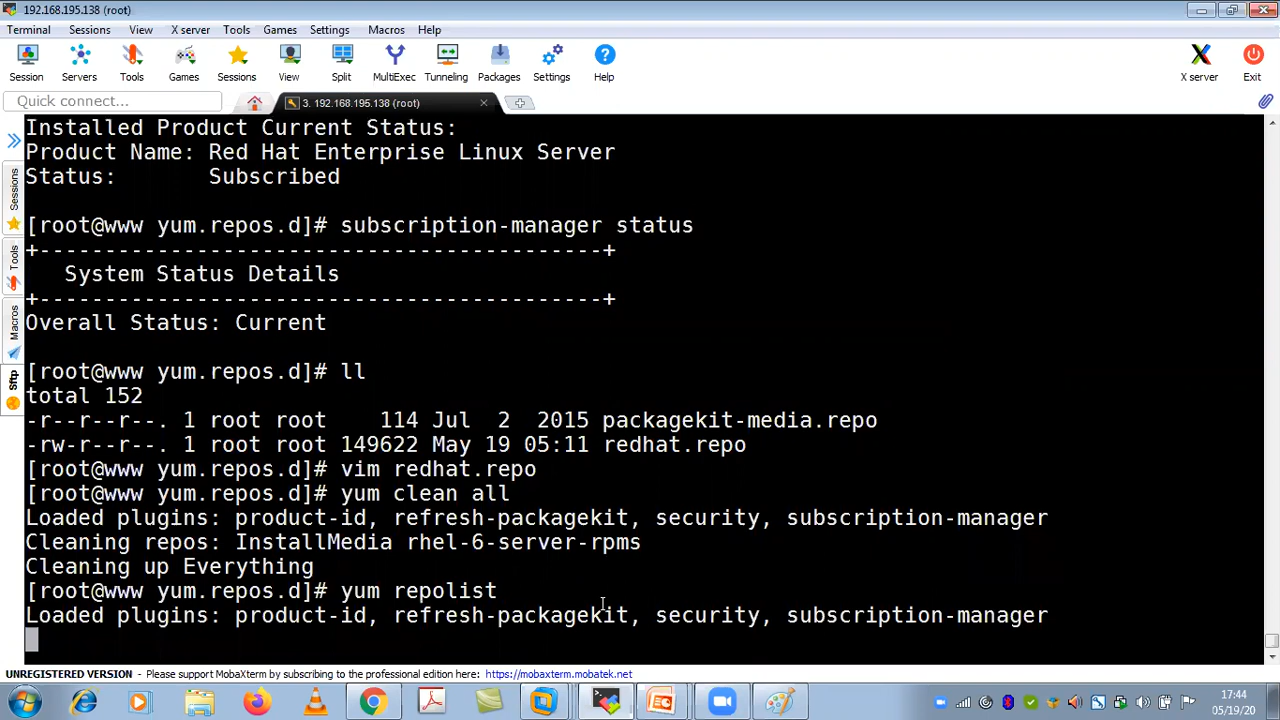 192.168.195.138 (root)
Terminal Sessions View X server Tools Games Settings Macros Help
Session Servers Tools Games Sessions View Split MultiExec Tunneling Packages Settings Help X server Exit
Quick connect...
3. 192.168.195.138 (root)
Sessions
Tools
Macros
Sftp
Installed Product Current Status:
Product Name: Red Hat Enterprise Linux Server
Status: Subscribed
[root@www yum.repos.d]# subscription-manager status
+-------------------------------------------+
System Status Details
+-------------------------------------------+
Overall Status: Current
[root@www yum.repos.d]# ll
total 152
-r--r--r--. 1 root root 114 Jul 2 2015 packagekit-media.repo
-rw-r--r--. 1 root root 149622 May 19 05:11 redhat.repo
[root@www yum.repos.d]# vim redhat.repo
[root@www yum.repos.d]# yum clean all
Loaded plugins: product-id, refresh-packagekit, security, subscription-manager
Cleaning repos: InstallMedia rhel-6-server-rpms
Cleaning up Everything
[root@www yum.repos.d]# yum repolist
Loaded plugins: product-id, refresh-packagekit, security, subscription-manager
UNREGISTERED VERSION - Please support MobaXterm by subscribing to the professional edition here: https://mobaxterm.mobatek.net
17:44
05/19/20